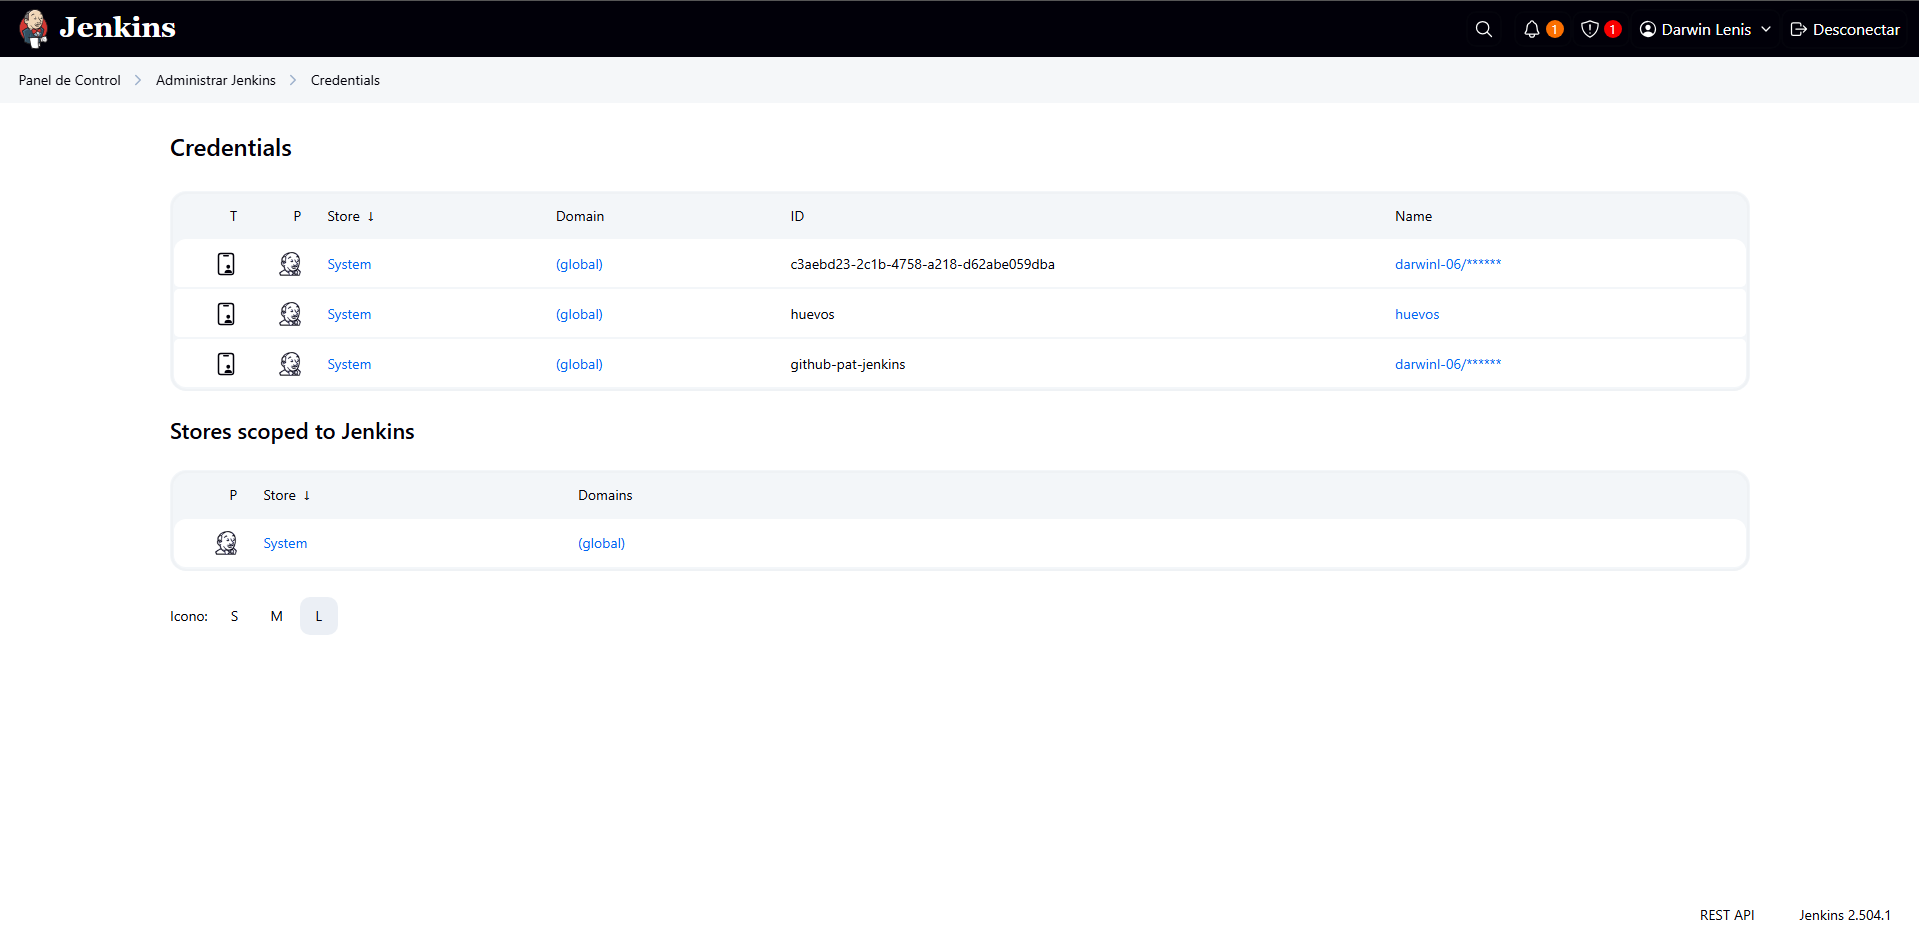 Jenkins 1 1 Darwin Lenis Desconectar
Panel de Control Administrar Jenkins Credentials
Credentials
T P Store ↓ Domain ID Name
System (global) c3aebd23-2c1b-4758-a218-d62abe059dba darwinl-06/******
System (global) huevos huevos
System (global) github-pat-jenkins darwinl-06/******
Stores scoped to Jenkins
P Store ↓ Domains
System (global)
Icono: S M L
REST API Jenkins 2.504.1